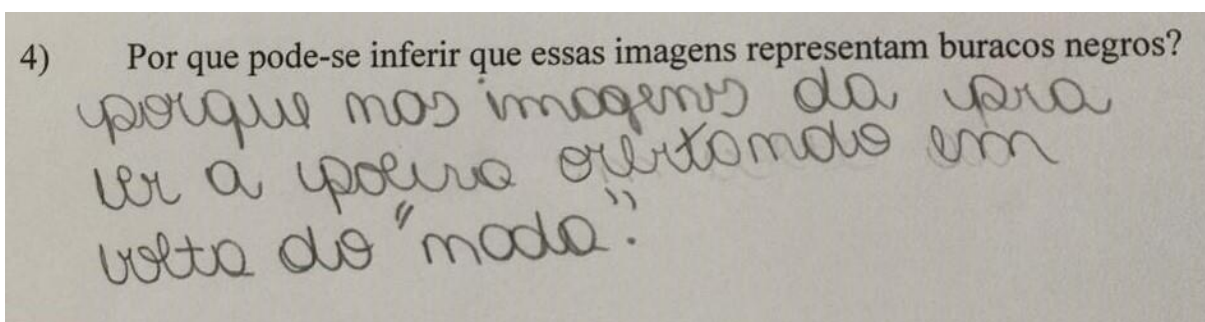 4) Por que pode-se inferir que essas imagens representam buracos negros?
porque nas imagens da pra
ver a poeira orbitando em
volta do "nada".